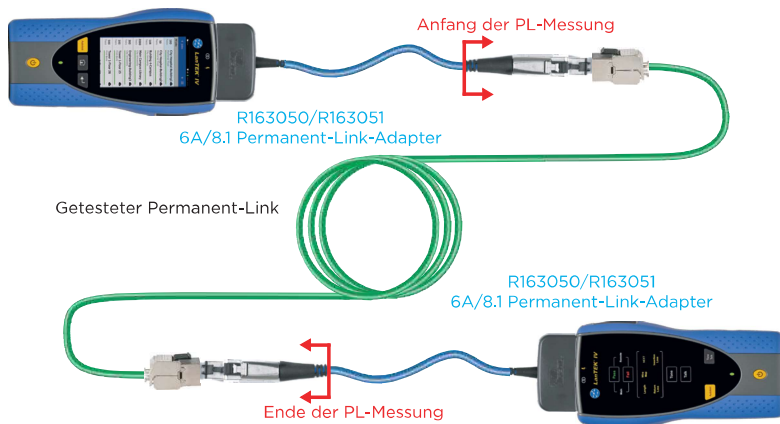 Anfang der PL-Messung
LanTEK IV
R163050/R163051
6A/8.1 Permanent-Link-Adapter
Getesteter Permanent-Link
R163050/R163051
6A/8.1 Permanent-Link-Adapter
LanTEK IV
Ende der PL-Messung